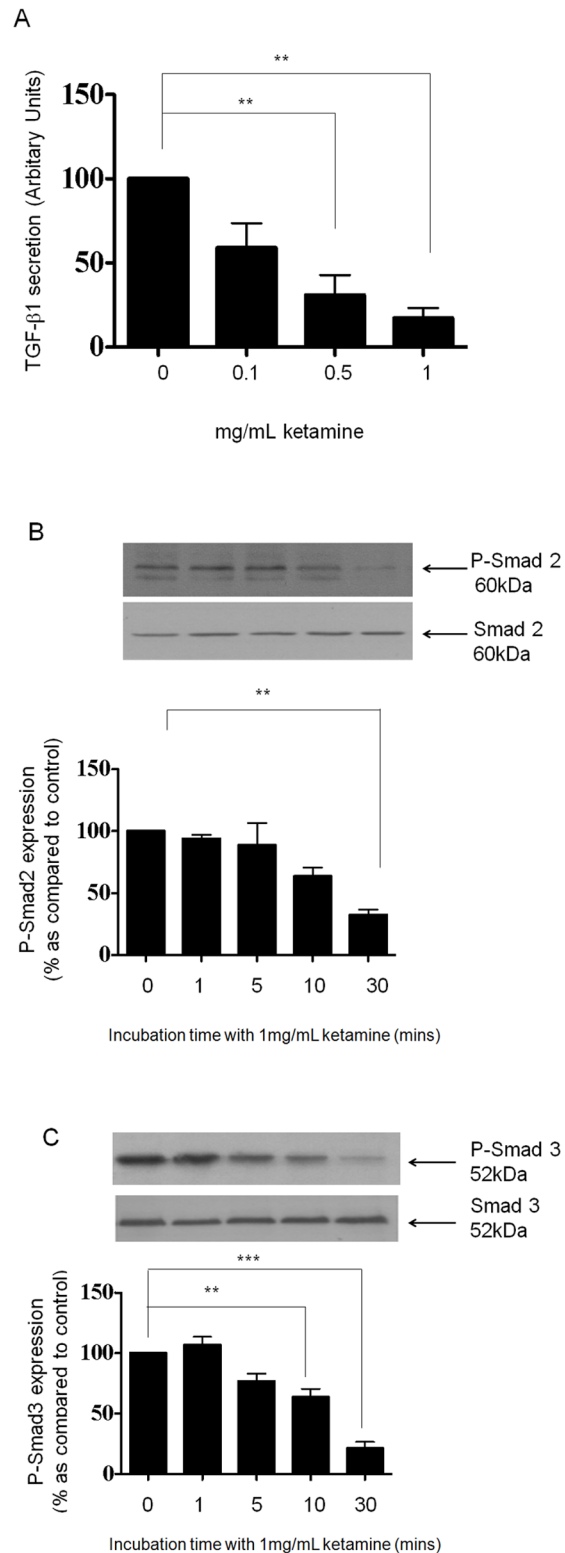 A
**
**
150
100
50
0
TGF-β1 secretion (Arbitary Units)
0 0.1 0.5 1
mg/mL ketamine
B
P-Smad 2
60kDa
Smad 2
60kDa
**
150
100
50
0
P-Smad2 expression
(% as compared to control)
0 1 5 10 30
Incubation time with 1mg/mL ketamine (mins)
C
P-Smad 3
52kDa
Smad 3
52kDa
***
**
150
100
50
0
P-Smad3 expression
(% as compared to control)
0 1 5 10 30
Incubation time with 1mg/mL ketamine (mins)